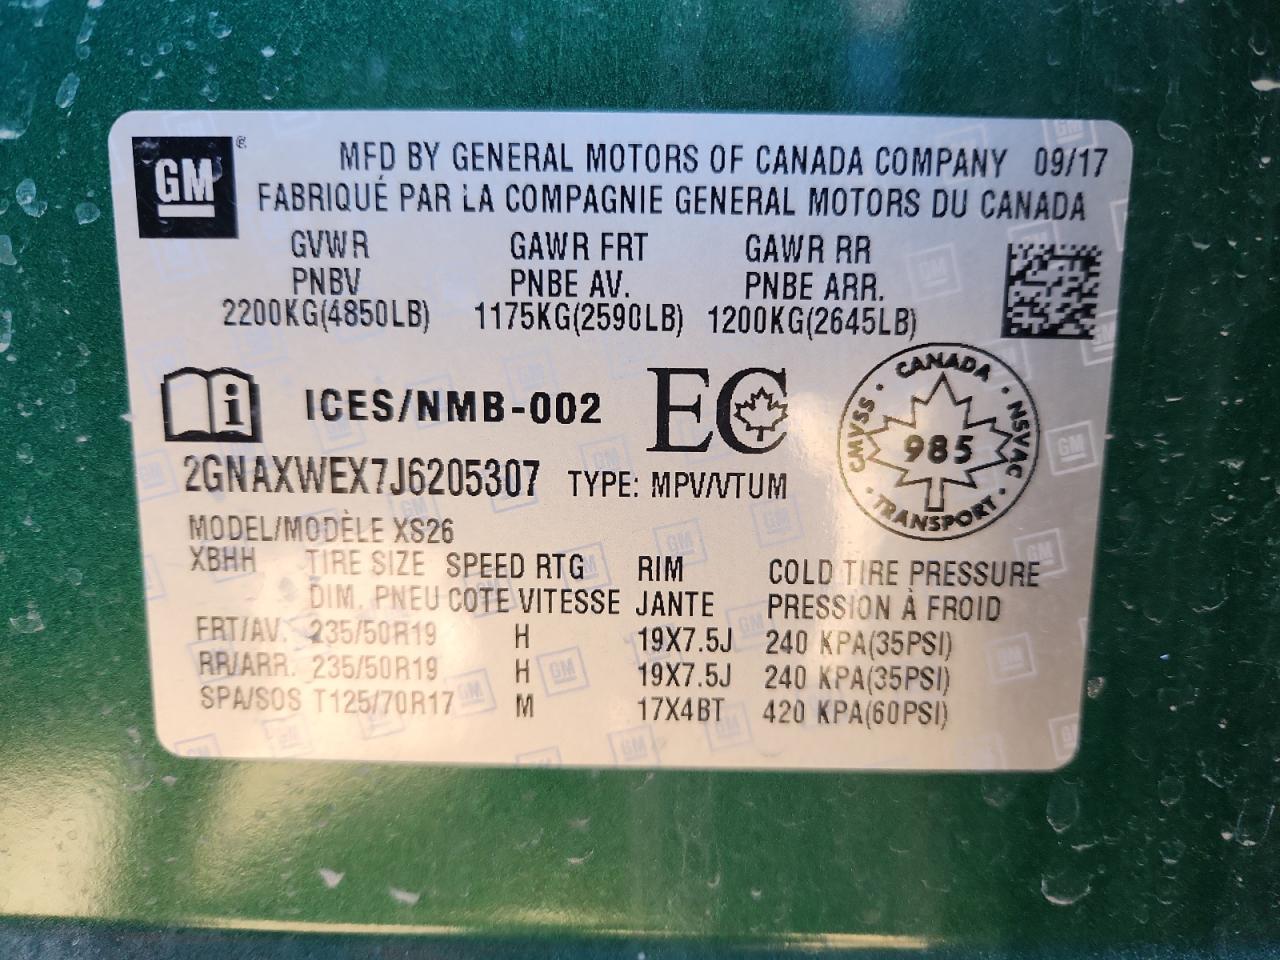 GM ®
MFD BY GENERAL MOTORS OF CANADA COMPANY 09/17
FABRIQUÉ PAR LA COMPAGNIE GENERAL MOTORS DU CANADA
GVWR GAWR FRT GAWR RR
PNBV PNBE AV. PNBE ARR.
2200KG(4850LB) 1175KG(2590LB) 1200KG(2645LB)
i ICES/NMB-002 EC
CANADA
CMVSS 985 NSVAC
TRANSPORT
2GNAXWEX7J6205307 TYPE: MPV/VTUM
MODEL/MODÈLE XS26
XBHH TIRE SIZE SPEED RTG RIM COLD TIRE PRESSURE
DIM. PNEU COTE VITESSE JANTE PRESSION À FROID
FRT/AV. 235/50R19 H 19X7.5J 240 KPA(35PSI)
RR/ARR. 235/50R19 H 19X7.5J 240 KPA(35PSI)
SPA/SOS T125/70R17 M 17X4BT 420 KPA(60PSI)